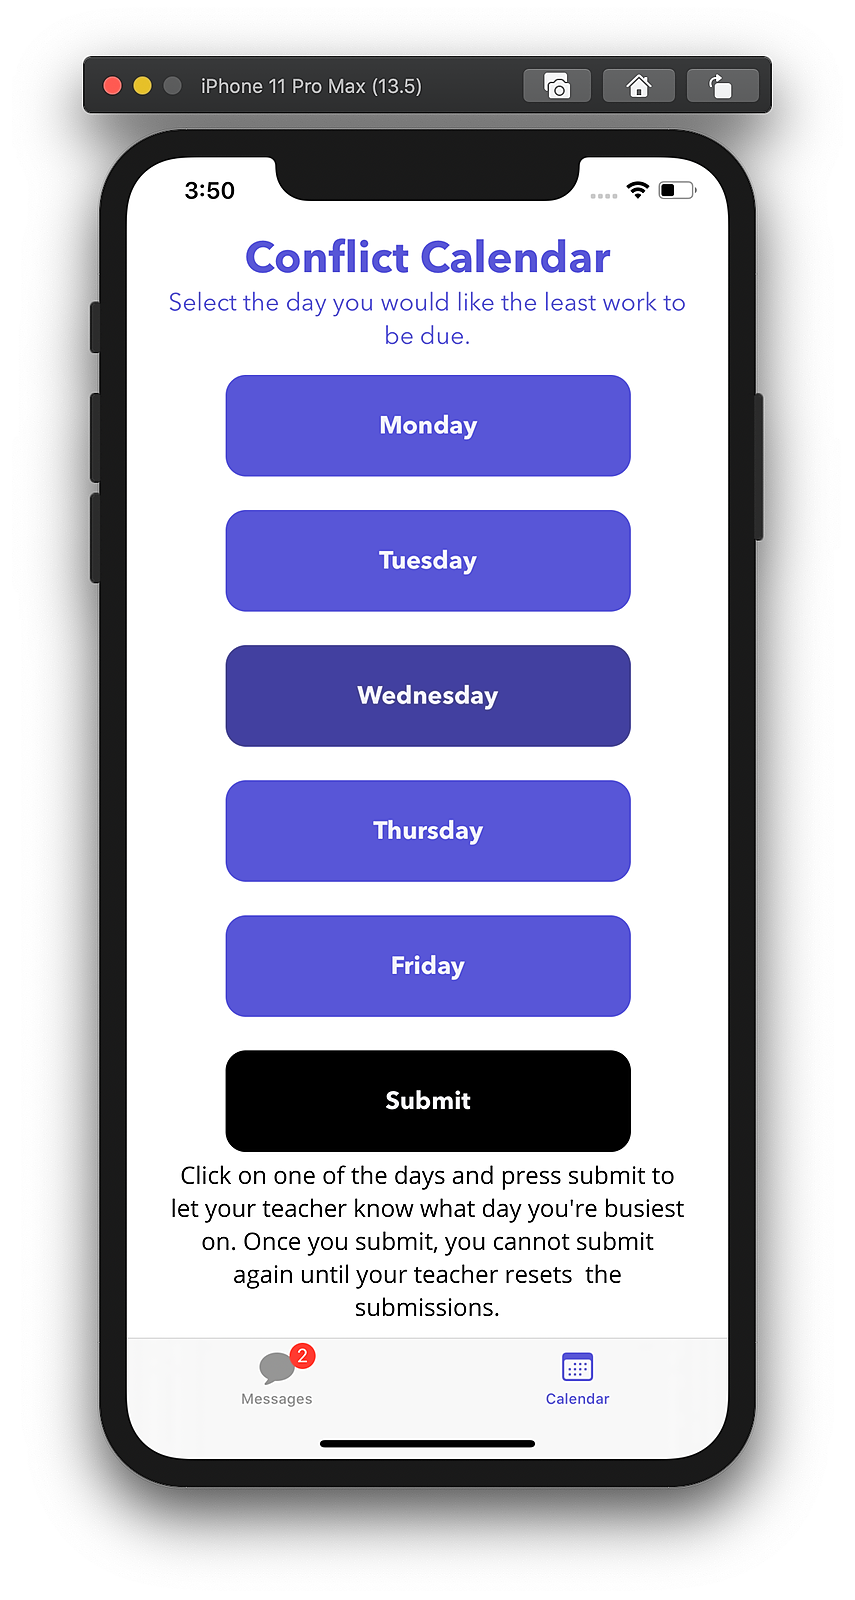 iPhone 11 Pro Max (13.5)
3:50
Conflict Calendar
Select the day you would like the least work to
be due.
Monday
Tuesday
Wednesday
Thursday
Friday
Submit
Click on one of the days and press submit to
let your teacher know what day you're busiest
on. Once you submit, you cannot submit
again until your teacher resets  the
submissions.
2
Messages
Calendar